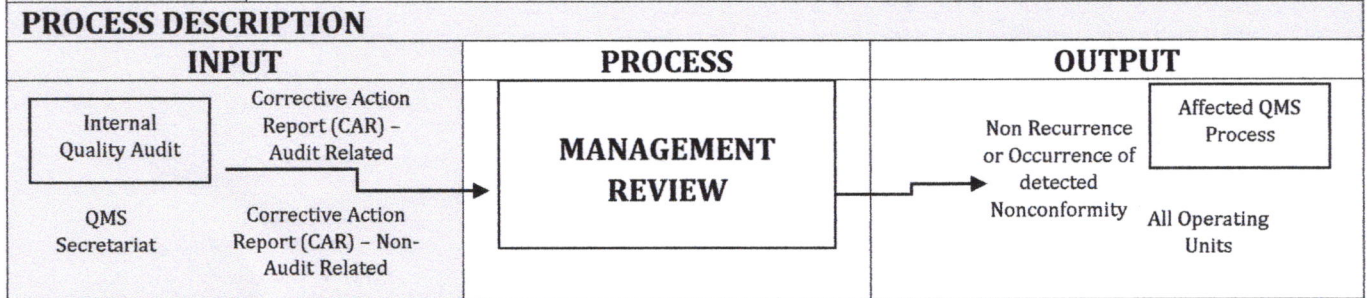 PROCESS DESCRIPTION
INPUT
PROCESS
OUTPUT
Internal
Quality Audit
Corrective Action
Report (CAR) –
Audit Related
QMS
Secretariat
Corrective Action
Report (CAR) – Non-
Audit Related
MANAGEMENT
REVIEW
Non Recurrence
or Occurrence of
detected
Nonconformity
Affected QMS
Process
All Operating
Units